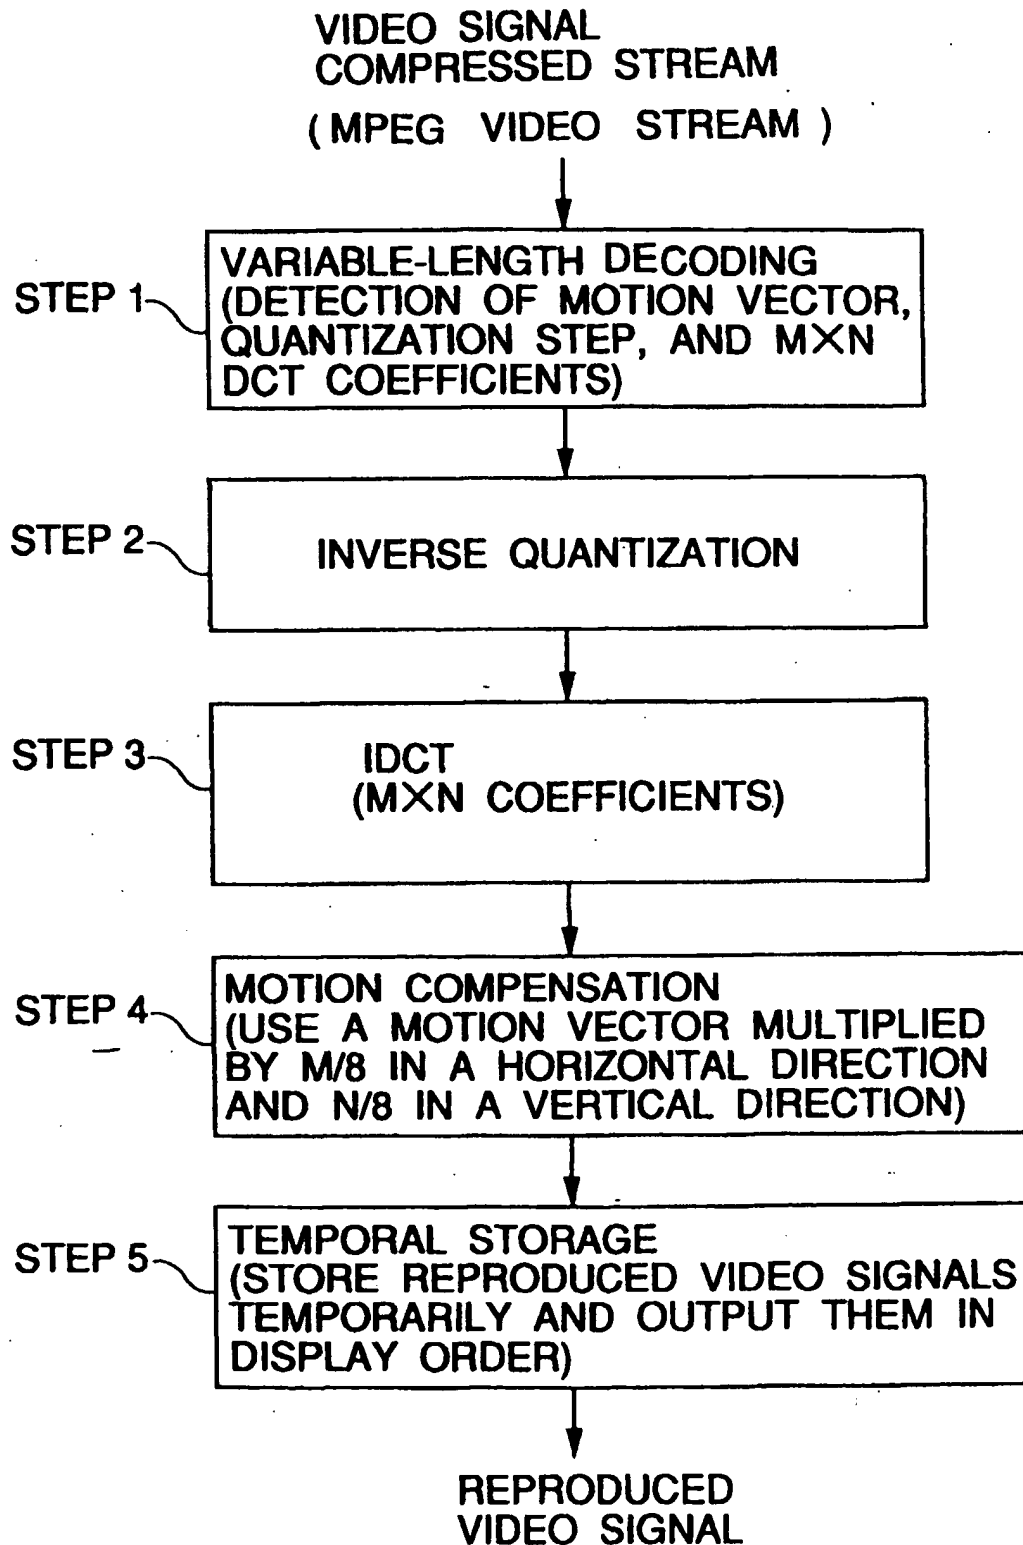 VIDEO SIGNAL
COMPRESSED STREAM
(MPEG VIDEO STREAM)
STEP 1
VARIABLE-LENGTH DECODING
(DETECTION OF MOTION VECTOR,
QUANTIZATION STEP, AND M×N
DCT COEFFICIENTS)
STEP 2
INVERSE QUANTIZATION
STEP 3
IDCT
(M×N COEFFICIENTS)
STEP 4
MOTION COMPENSATION
(USE A MOTION VECTOR MULTIPLIED
BY M/8 IN A HORIZONTAL DIRECTION
AND N/8 IN A VERTICAL DIRECTION)
STEP 5
TEMPORAL STORAGE
(STORE REPRODUCED VIDEO SIGNALS
TEMPORARILY AND OUTPUT THEM IN
DISPLAY ORDER)
REPRODUCED
VIDEO SIGNAL